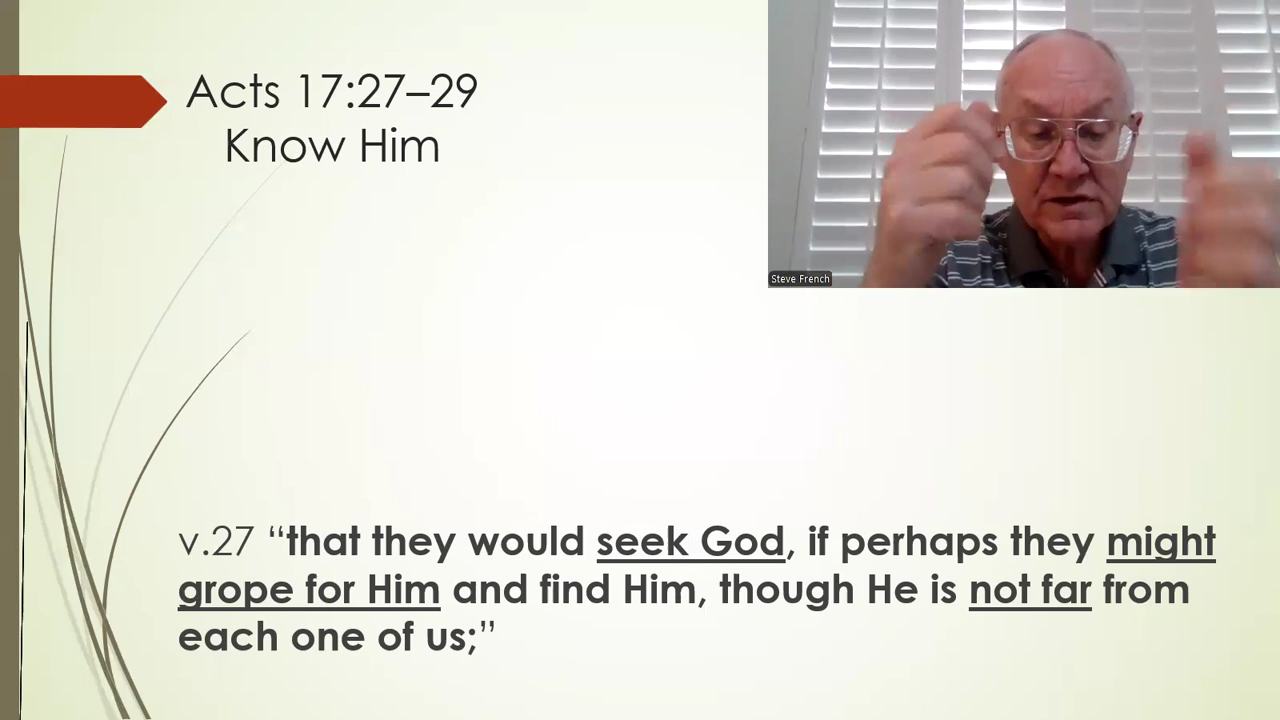 Acts 17:27–29
Know Him
Steve French
v.27 “that they would seek God, if perhaps they might
grope for Him and find Him, though He is not far from
each one of us;”